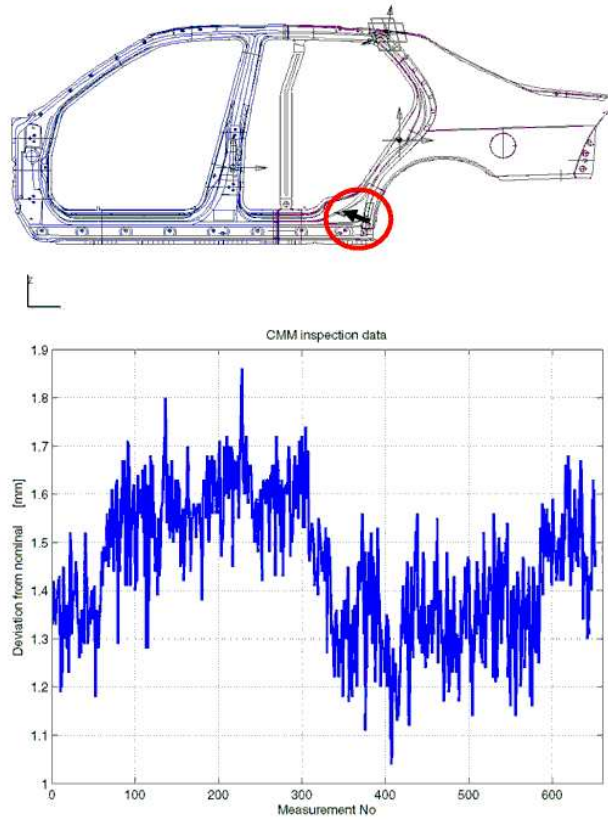 z
CMM inspection data
1.9
1.8
1.7
1.6
1.5
1.4
1.3
1.2
1.1
1
Deviation from nominal [mm]
0 100 200 300 400 500 600
Measurement No